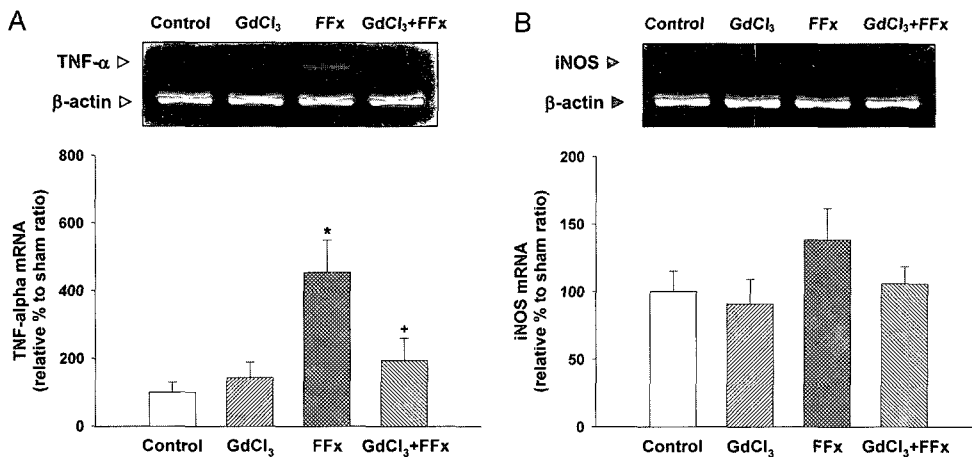 A
Control GdCl₃ FFx GdCl₃+FFx
TNF-α ▷
β-actin ▷
TNF-alpha mRNA
(relative % to sham ratio)
800
600
400
200
0
*
+
Control GdCl₃ FFx GdCl₃+FFx
B
Control GdCl₃ FFx GdCl₃+FFx
iNOS ▷
β-actin ▷
iNOS mRNA
(relative % to sham ratio)
200
150
100
50
0
Control GdCl₃ FFx GdCl₃+FFx